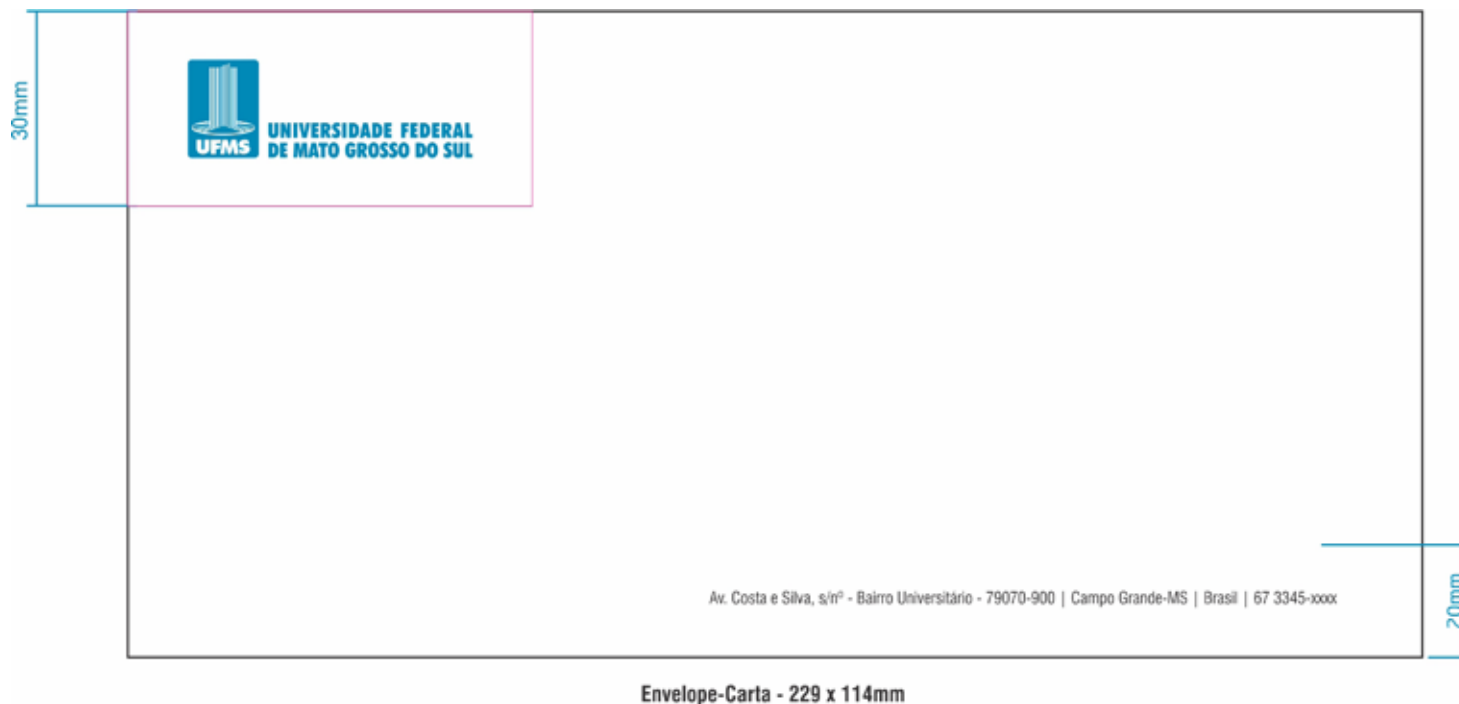 30mm
UFMS
UNIVERSIDADE FEDERAL
DE MATO GROSSO DO SUL
Av. Costa e Silva, s/nº - Bairro Universitário - 79070-900 | Campo Grande-MS | Brasil | 67 3345-xxxx
20mm
Envelope-Carta - 229 x 114mm